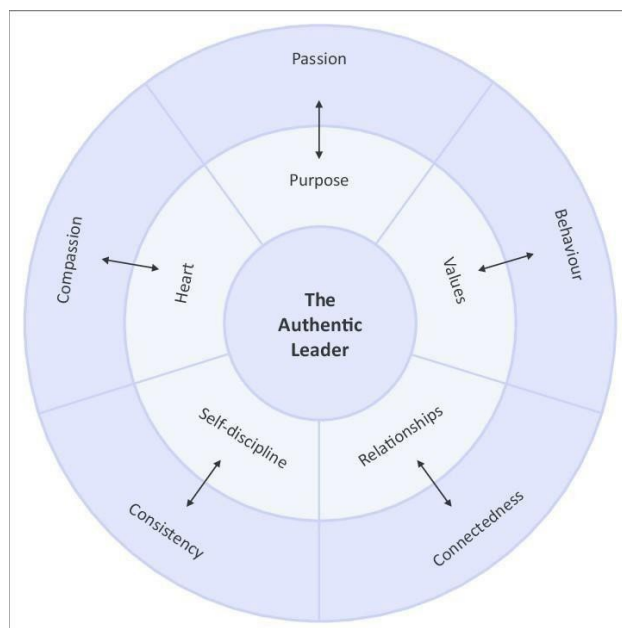 Passion
Purpose
Behaviour
Values
Compassion
Heart
The
Authentic
Leader
Self-discipline
Relationships
Consistency
Connectedness